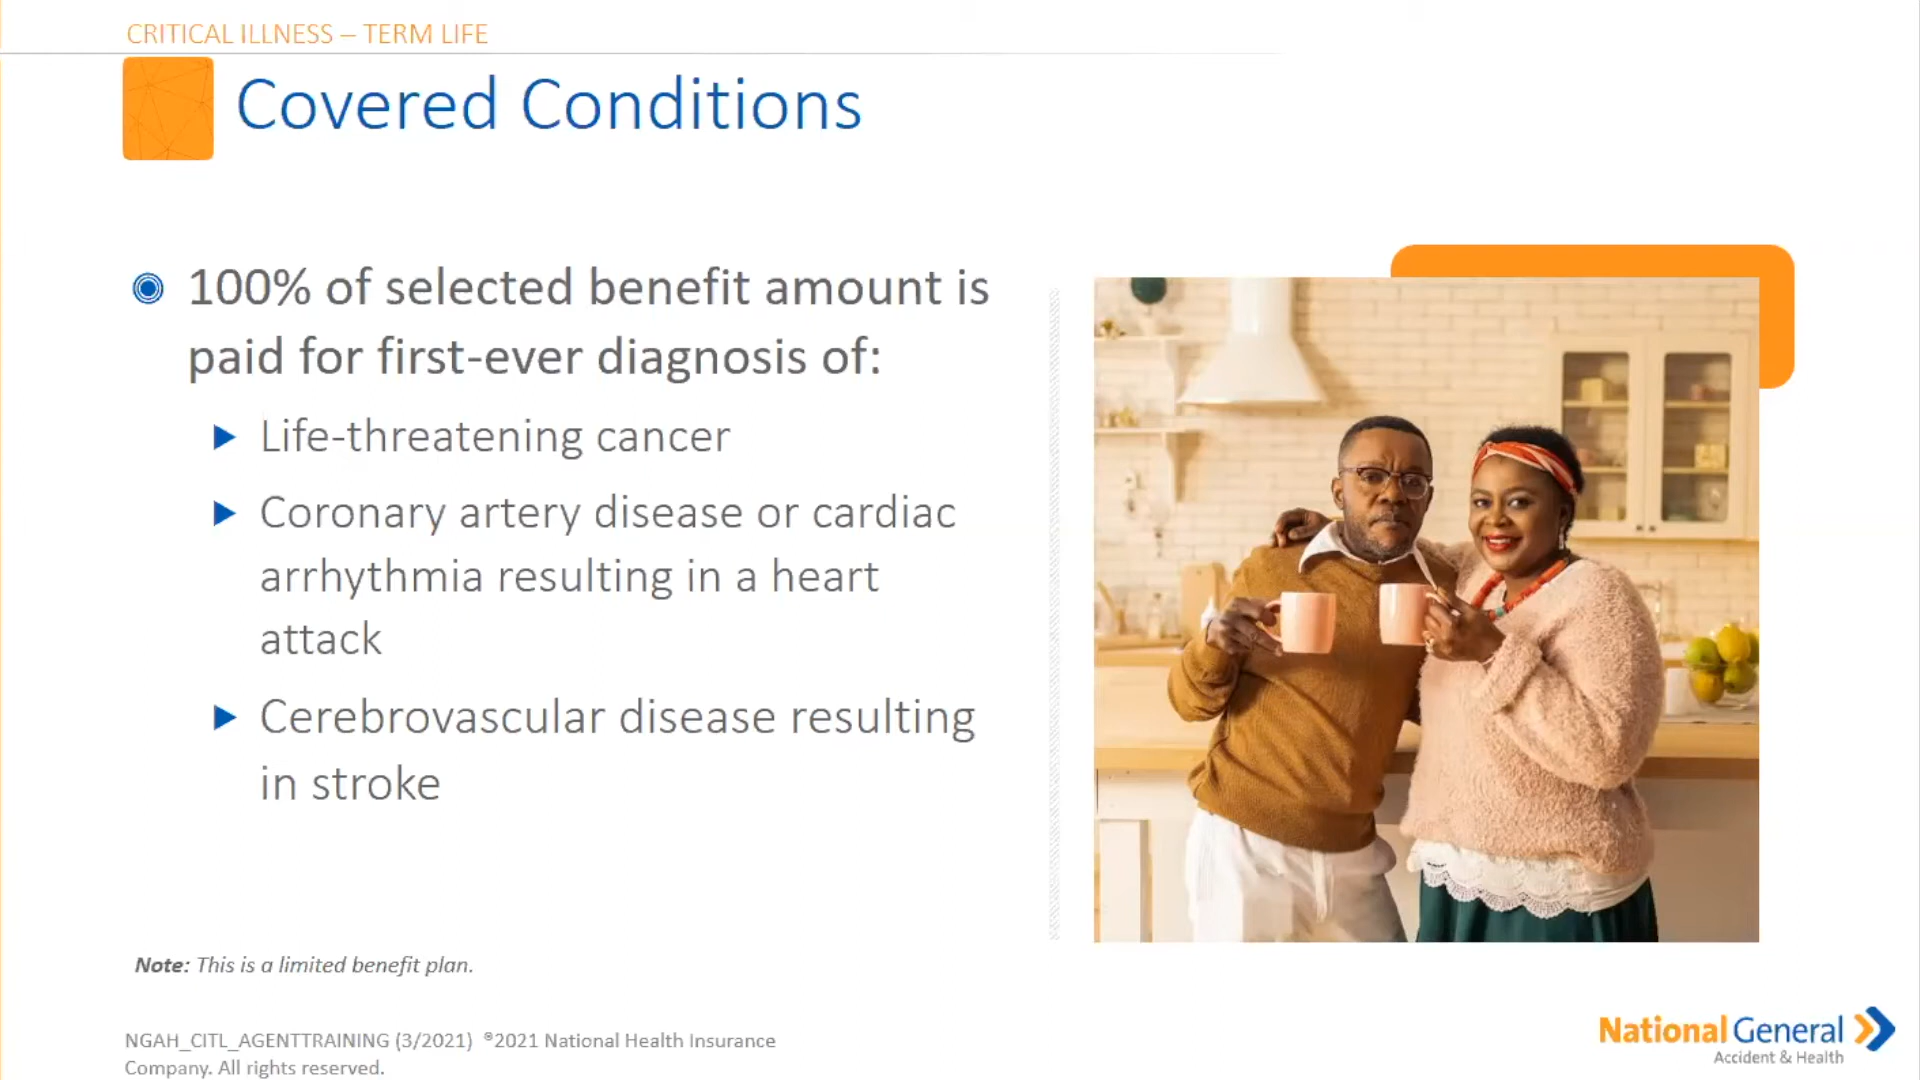 CRITICAL ILLNESS – TERM LIFE
Covered Conditions
100% of selected benefit amount is
paid for first-ever diagnosis of:
Life-threatening cancer
Coronary artery disease or cardiac
arrhythmia resulting in a heart
attack
Cerebrovascular disease resulting
in stroke
Note: This is a limited benefit plan.
NGAH_CITL_AGENTTRAINING (3/2021) ©2021 National Health Insurance
Company. All rights reserved.
National General
Accident & Health